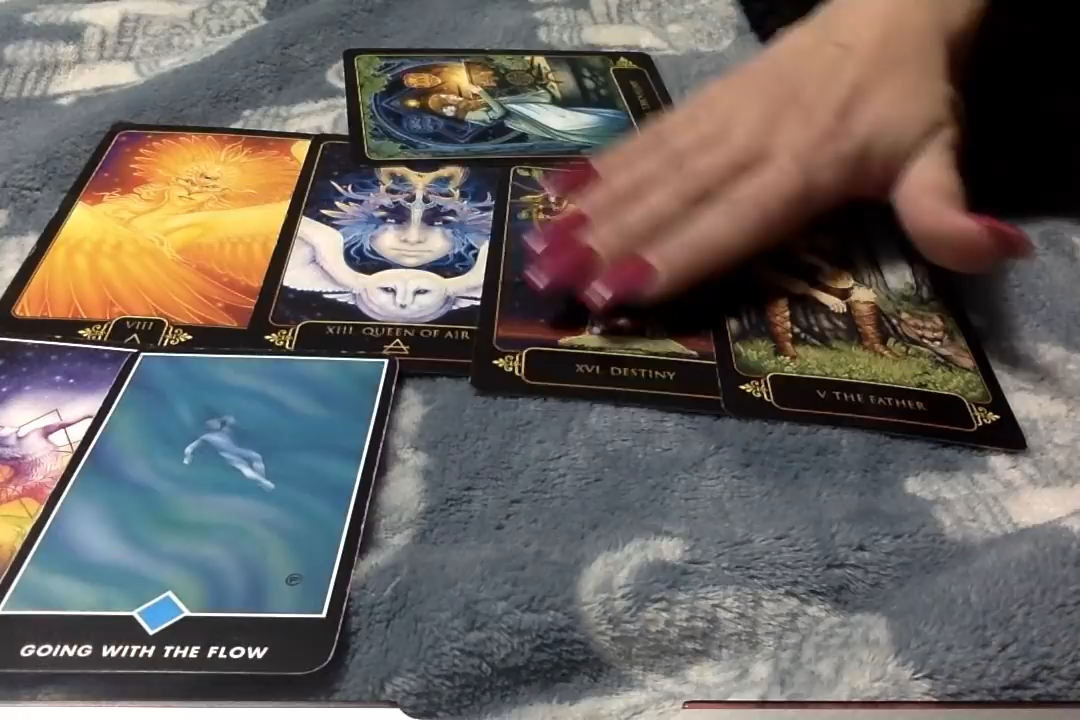 VIII
XIII. QUEEN OF AIR
XVI. DESTINY
V THE FATHER
GOING WITH THE FLOW